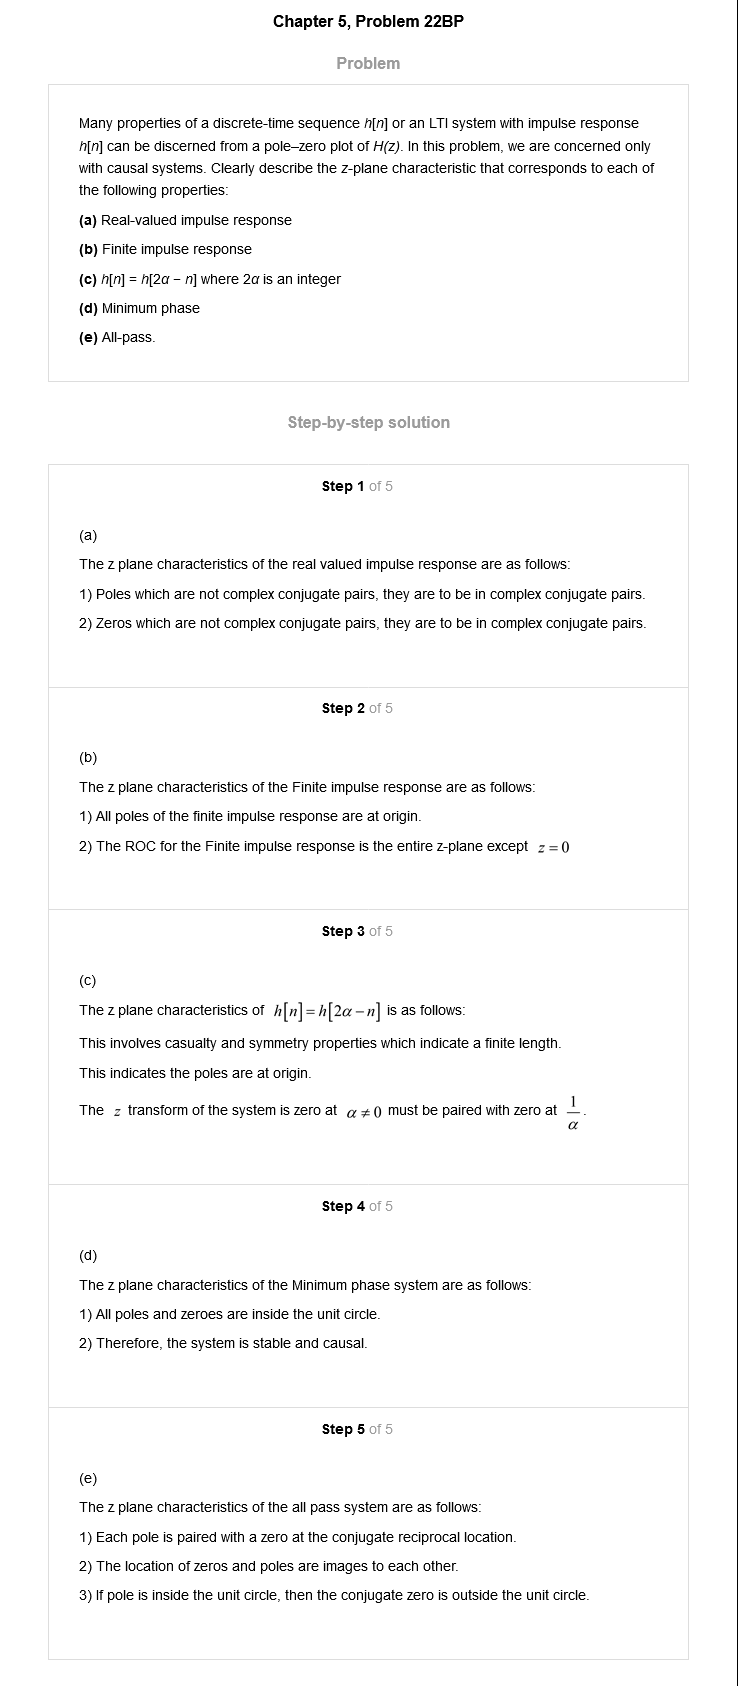 Chapter 5, Problem 22BP
Problem
Many properties of a discrete-time sequence h[n] or an LTI system with impulse response
h[n] can be discerned from a pole–zero plot of H(z). In this problem, we are concerned only
with causal systems. Clearly describe the z-plane characteristic that corresponds to each of
the following properties:
(a) Real-valued impulse response
(b) Finite impulse response
(c) h[n] = h[2α − n] where 2α is an integer
(d) Minimum phase
(e) All-pass.
Step-by-step solution
Step 1 of 5
(a)
The z plane characteristics of the real valued impulse response are as follows:
1) Poles which are not complex conjugate pairs, they are to be in complex conjugate pairs.
2) Zeros which are not complex conjugate pairs, they are to be in complex conjugate pairs.
Step 2 of 5
(b)
The z plane characteristics of the Finite impulse response are as follows:
1) All poles of the finite impulse response are at origin.
2) The ROC for the Finite impulse response is the entire z-plane except z = 0
Step 3 of 5
(c)
The z plane characteristics of h[n] = h[2α − n] is as follows:
This involves casualty and symmetry properties which indicate a finite length.
This indicates the poles are at origin.
The z transform of the system is zero at α ≠ 0 must be paired with zero at 1/α.
Step 4 of 5
(d)
The z plane characteristics of the Minimum phase system are as follows:
1) All poles and zeroes are inside the unit circle.
2) Therefore, the system is stable and causal.
Step 5 of 5
(e)
The z plane characteristics of the all pass system are as follows:
1) Each pole is paired with a zero at the conjugate reciprocal location.
2) The location of zeros and poles are images to each other.
3) If pole is inside the unit circle, then the conjugate zero is outside the unit circle.